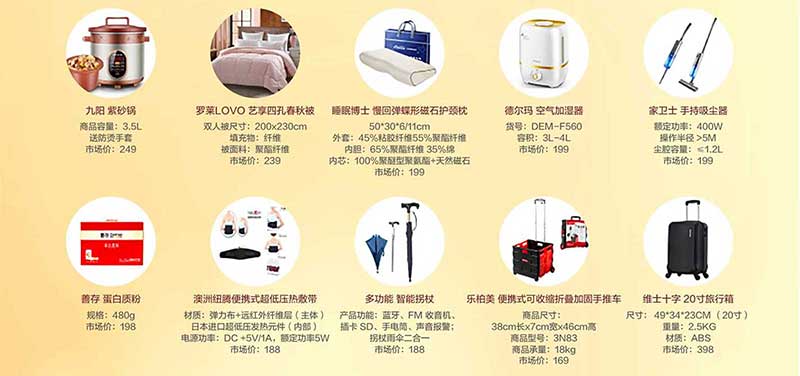 九阳 紫砂锅
商品容量：3.5L
送防烫手套
市场价：249
罗莱LOVO 艺享四孔春秋被
双人被尺寸：200x230cm
填充物：纤维
被面料：聚酯纤维
市场价：239
睡眠博士 慢回弹蝶形磁石护颈枕
50*30*6/11cm
外套：45%粘胶纤维55%聚酯纤维
内胆：65%聚酯纤维 35%绵
内芯：100%聚醚型聚氨酯+天然磁石
市场价：199
德尔玛 空气加湿器
货号：DEM-F560
容积：3L-4L
市场价：199
家卫士 手持吸尘器
额定功率：400W
操作半径 >5M
尘腔容量：≤1.2L
市场价：199
善存 蛋白质粉
规格：480g
市场价：198
澳洲纽腾便携式超低压热敷带
材质：弹力布+远红外纤维层（主体）
日本进口超低压发热元件（内部）
电源功率：DC +5V/1A，额定功率5W
市场价：188
多功能 智能拐杖
产品功能：蓝牙、FM 收音机、
插卡 SD、手电筒、声音报警；
拐杖雨伞二合一
市场价：188
乐柏美 便携式可收缩折叠加固手推车
商品尺寸：
38cm长x7cm宽x46cm高
商品型号：3N83
商品承量：18kg
市场价：169
维士十字 20寸旅行箱
尺寸： 49*34*23CM （20寸）
重量：2.5KG
材质：ABS
市场价：398